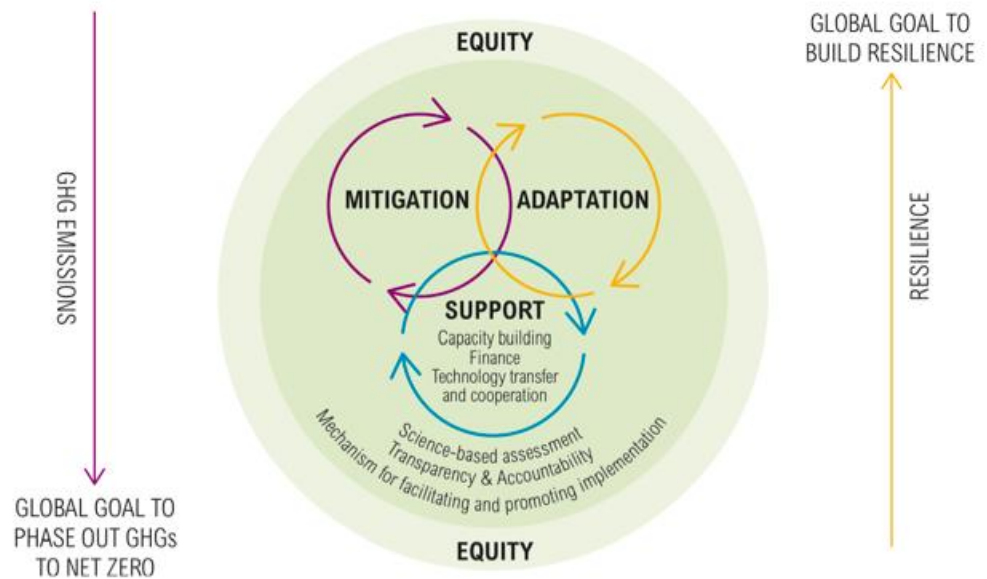 GHG EMISSIONS
GLOBAL GOAL TO
PHASE OUT GHGs
TO NET ZERO
EQUITY
MITIGATION
ADAPTATION
SUPPORT
Capacity building
Finance
Technology transfer
and cooperation
Science-based assessment
Transparency & Accountability
Mechanism for facilitating and promoting implementation
EQUITY
GLOBAL GOAL TO
BUILD RESILIENCE
RESILIENCE